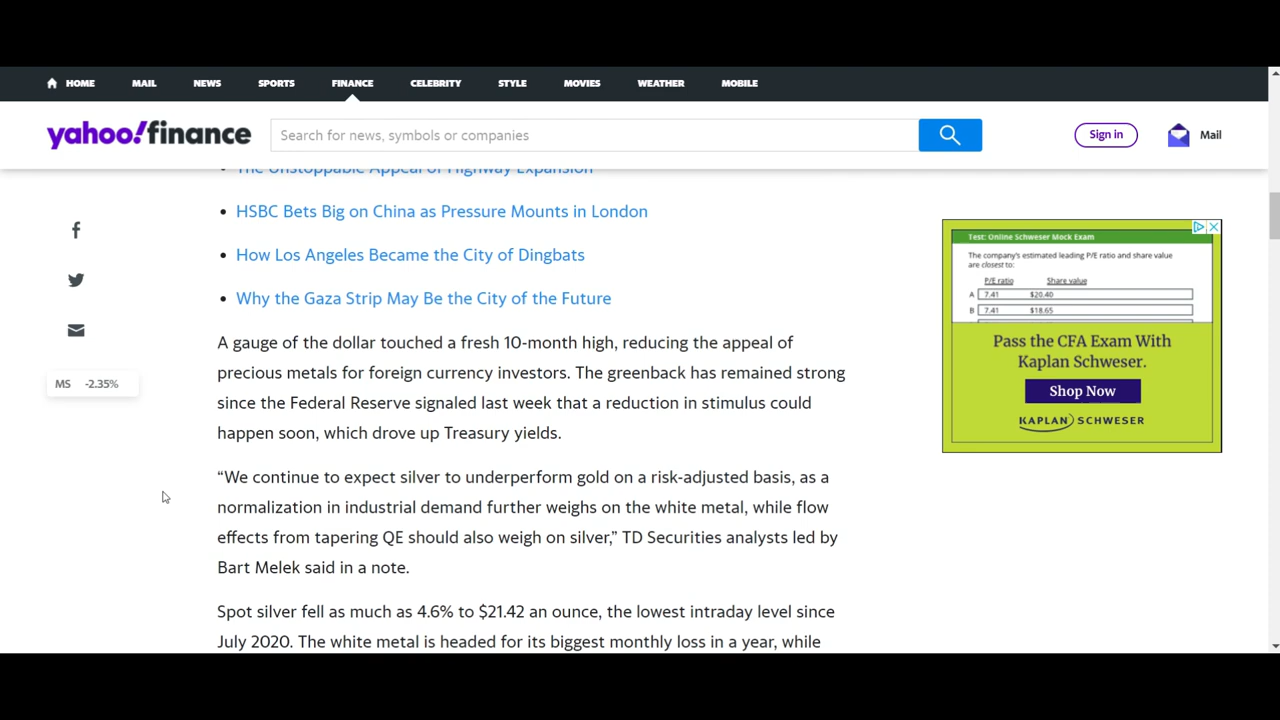 HOME MAIL NEWS SPORTS FINANCE CELEBRITY STYLE MOVIES WEATHER MOBILE
yahoo!finance Search for news, symbols or companies Sign in Mail
The Unstoppable Appeal of Highway Expansion
• HSBC Bets Big on China as Pressure Mounts in London
• How Los Angeles Became the City of Dingbats
• Why the Gaza Strip May Be the City of the Future
MS -2.35%
A gauge of the dollar touched a fresh 10-month high, reducing the appeal of
precious metals for foreign currency investors. The greenback has remained strong
since the Federal Reserve signaled last week that a reduction in stimulus could
happen soon, which drove up Treasury yields.
“We continue to expect silver to underperform gold on a risk-adjusted basis, as a
normalization in industrial demand further weighs on the white metal, while flow
effects from tapering QE should also weigh on silver,” TD Securities analysts led by
Bart Melek said in a note.
Spot silver fell as much as 4.6% to $21.42 an ounce, the lowest intraday level since
July 2020. The white metal is headed for its biggest monthly loss in a year, while
Test: Online Schweser Mock Exam
The company's estimated leading P/E ratio and share value
are closest to:
P/E ratio Share value
A 7.41 $20.40
B 7.41 $18.65
Pass the CFA Exam With
Kaplan Schweser.
Shop Now
KAPLAN SCHWESER